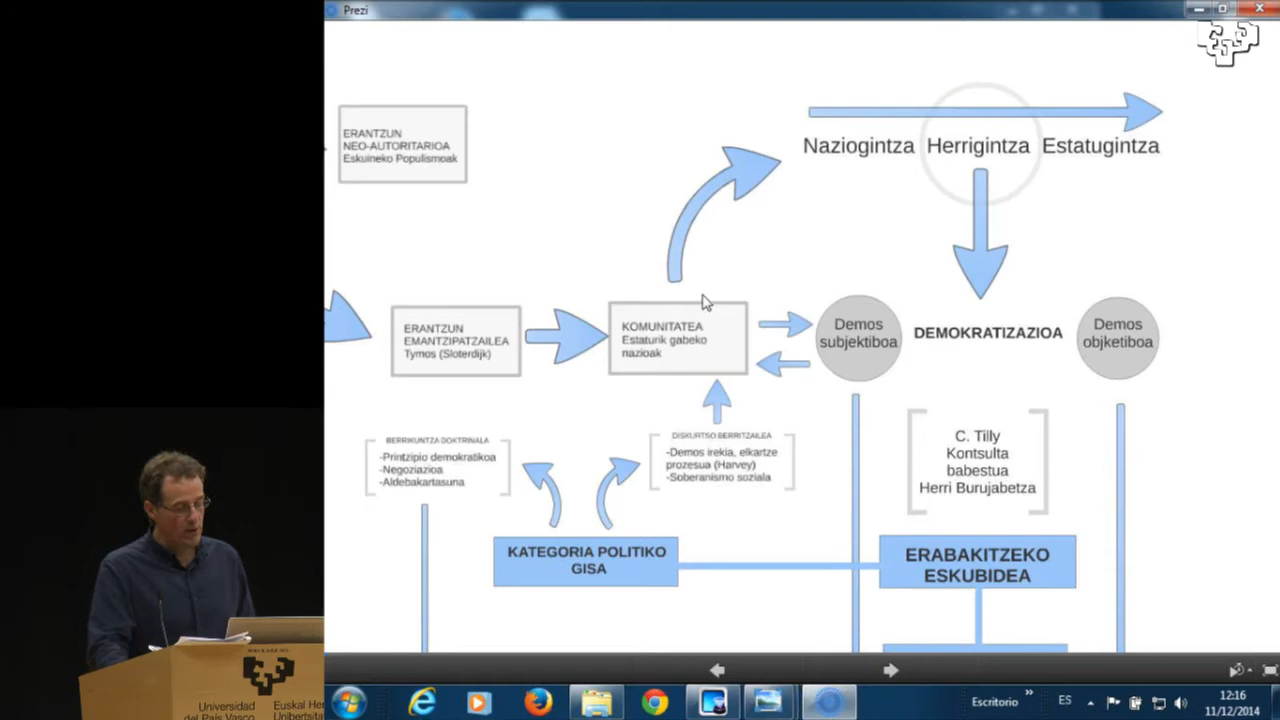 Prezi
ERANTZUN
NEO-AUTORITARIOA
Eskuineko Populismoak
Naziogintza Herrigintza Estatugintza
ERANTZUN
EMANTZIPATZAILEA
Tymos (Sloterdijk)
KOMUNITATEA
Estaturik gabeko
nazioak
Demos
subjektiboa
DEMOKRATIZAZIOA
Demos
objketiboa
BERRIKUNTZA DOKTRINALA
-Printzipio demokratikoa
-Negoziazioa
-Aldebakartasuna
DISKURTSO BERRITZAILEA
-Demos irekia, elkartze
prozesua (Harvey)
-Soberanismo soziala
C. Tilly
Kontsulta
babestua
Herri Burujabetza
KATEGORIA POLITIKO
GISA
ERABAKITZEKO
ESKUBIDEA
Universidad
del País Vasco
Euskal Her
Unibertsita
Escritorio
ES
12:16
11/12/2014